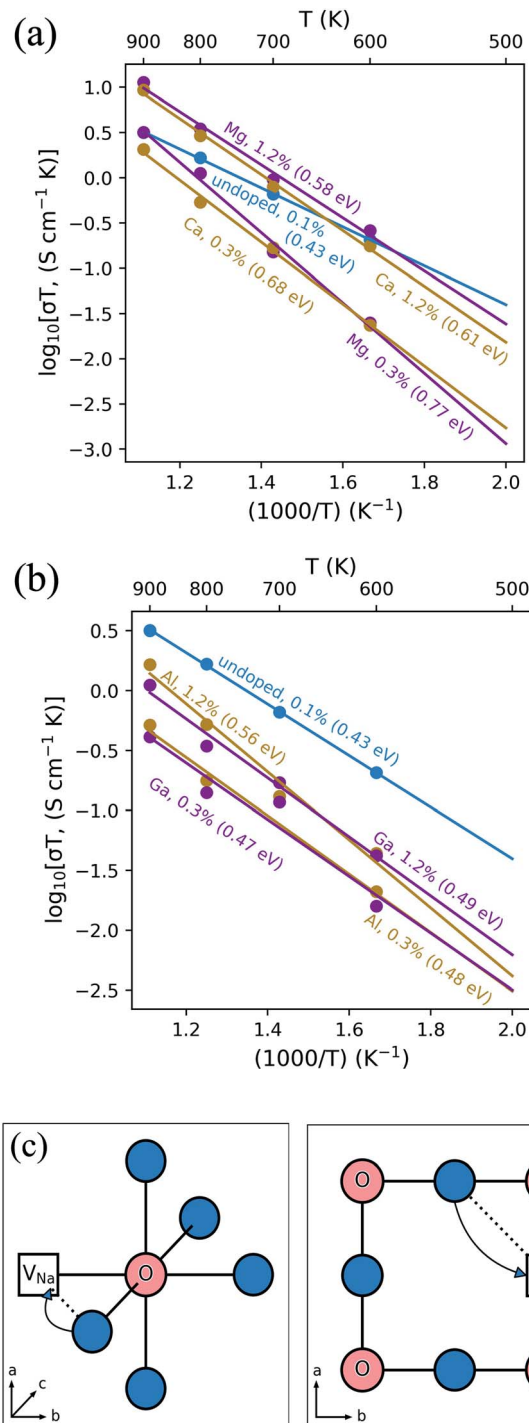 (a)
T (K)
900 800 700 600 500
1.0
0.5
0.0
-0.5
-1.0
-1.5
-2.0
-2.5
-3.0
log₁₀[σT, (S cm⁻¹ K)]
Mg, 1.2% (0.58 eV)
undoped, 0.1%
(0.43 eV)
Ca, 0.3% (0.68 eV)
Ca, 1.2% (0.61 eV)
Mg, 0.3% (0.77 eV)
1.2 1.4 1.6 1.8 2.0
(1000/T) (K⁻¹)
(b)
T (K)
900 800 700 600 500
0.5
0.0
-0.5
-1.0
-1.5
-2.0
-2.5
log₁₀[σT, (S cm⁻¹ K)]
undoped, 0.1% (0.43 eV)
Al, 1.2% (0.56 eV)
Ga, 0.3% (0.47 eV)
Ga, 1.2% (0.49 eV)
Al, 0.3% (0.48 eV)
1.2 1.4 1.6 1.8 2.0
(1000/T) (K⁻¹)
(c)
V_Na O
a c b
O
O
a b